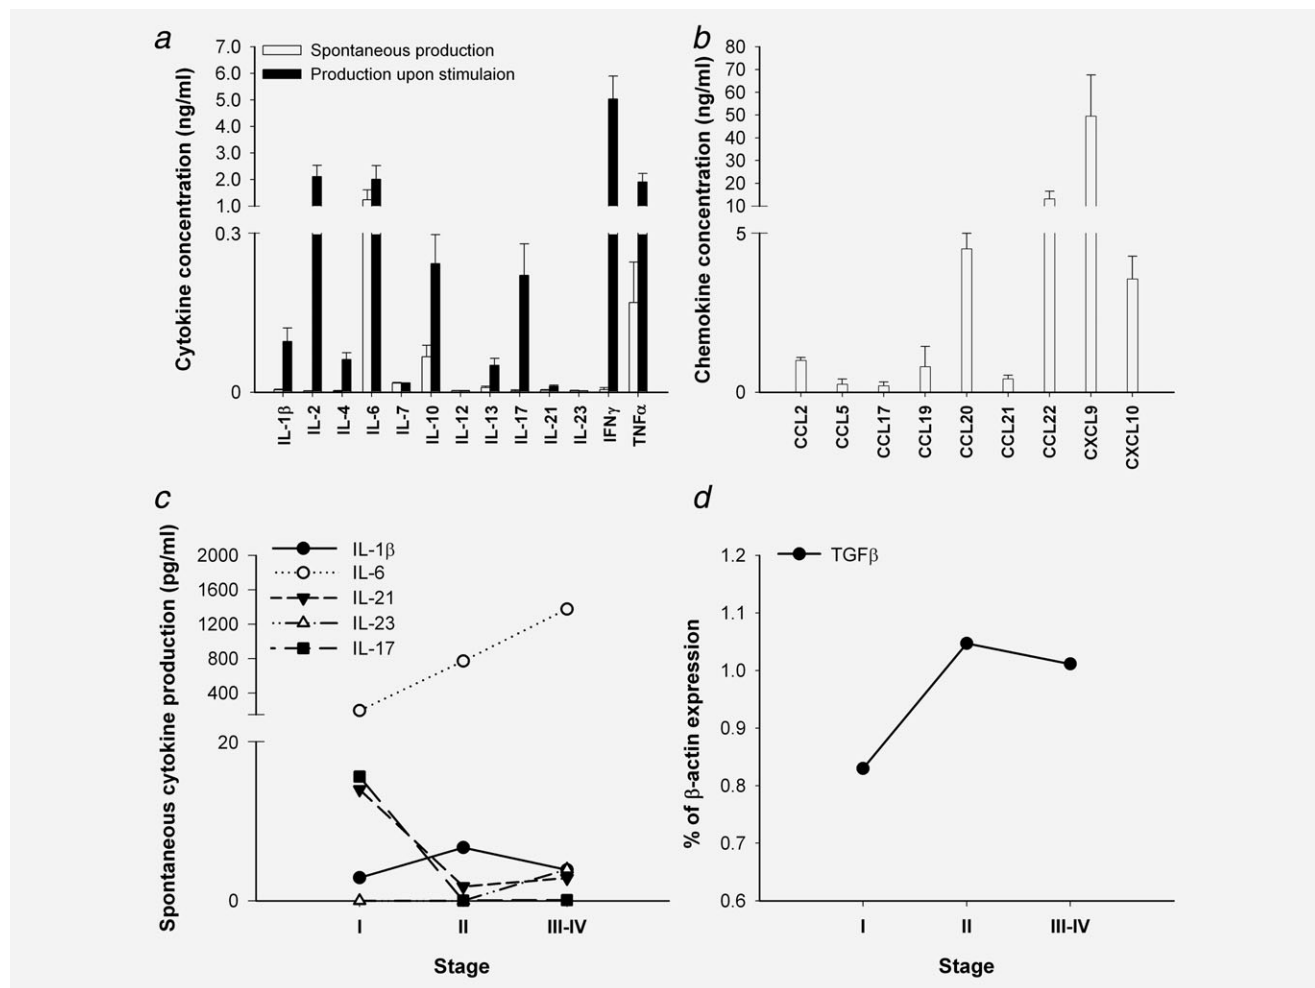 a
Cytokine concentration (ng/ml)
7.0
6.0
5.0
4.0
3.0
2.0
1.0
0.3
0
Spontaneous production
Production upon stimulaion
IL-1β
IL-2
IL-4
IL-6
IL-7
IL-10
IL-12
IL-13
IL-17
IL-21
IL-23
IFNγ
TNFα
b
Chemokine concentration (ng/ml)
80
70
60
50
40
30
20
10
5
0
CCL2
CCL5
CCL17
CCL19
CCL20
CCL21
CCL22
CXCL9
CXCL10
c
Spontaneous cytokine production (pg/ml)
2000
1600
1200
800
400
20
0
IL-1β
IL-6
IL-21
IL-23
IL-17
I
II
III-IV
Stage
d
% of β-actin expression
1.2
1.1
1.0
0.9
0.8
0.7
0.6
TGFβ
I
II
III-IV
Stage